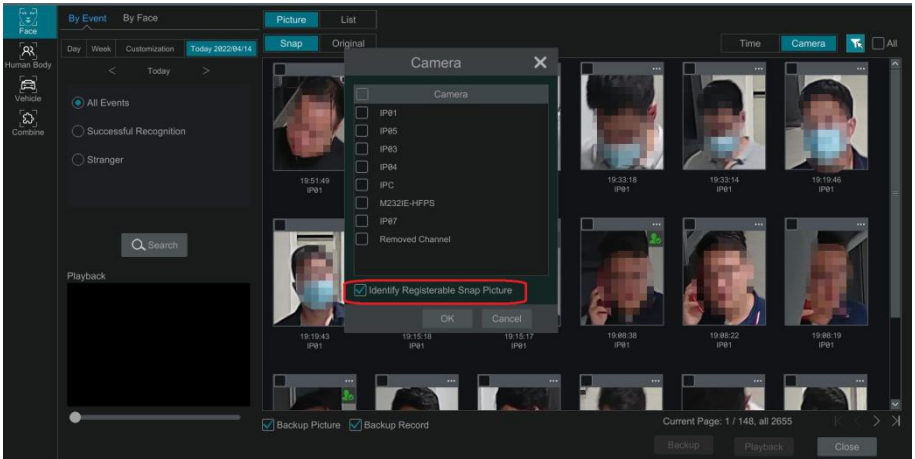 Face
Human Body
Vehicle
Combine
By Event By Face
Day Week Customization Today 2022/04/14
< Today >
All Events
Successful Recognition
Stranger
Search
Playback
Picture List
Snap Original
Time Camera All
Camera
Camera
IP01
IP05
IP03
IP04
IPC
M232IE-HFPS
IP07
Removed Channel
Identify Registerable Snap Picture
OK Cancel
19:51:49
IP01
19:33:18
IP01
19:33:14
IP01
19:19:46
IP01
19:19:43
IP01
19:15:18
IP01
19:15:17
IP01
19:08:38
IP01
19:08:22
IP01
19:08:19
IP01
Backup Picture Backup Record
Current Page: 1 / 148, all 2655
Backup Playback Close